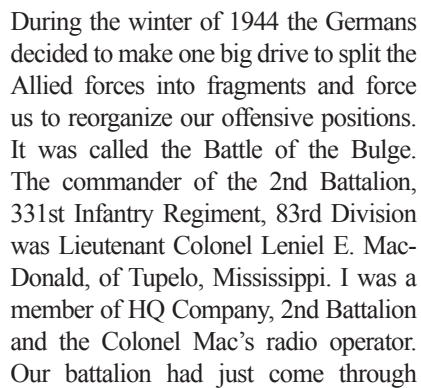 During the winter of 1944 the Germans
decided to make one big drive to split the
Allied forces into fragments and force
us to reorganize our offensive positions.
It was called the Battle of the Bulge.
The commander of the 2nd Battalion,
331st Infantry Regiment, 83rd Division
was Lieutenant Colonel Leniel E. Mac-
Donald, of Tupelo, Mississippi. I was a
member of HQ Company, 2nd Battalion
and the Colonel Mac's radio operator.
Our battalion had just come through